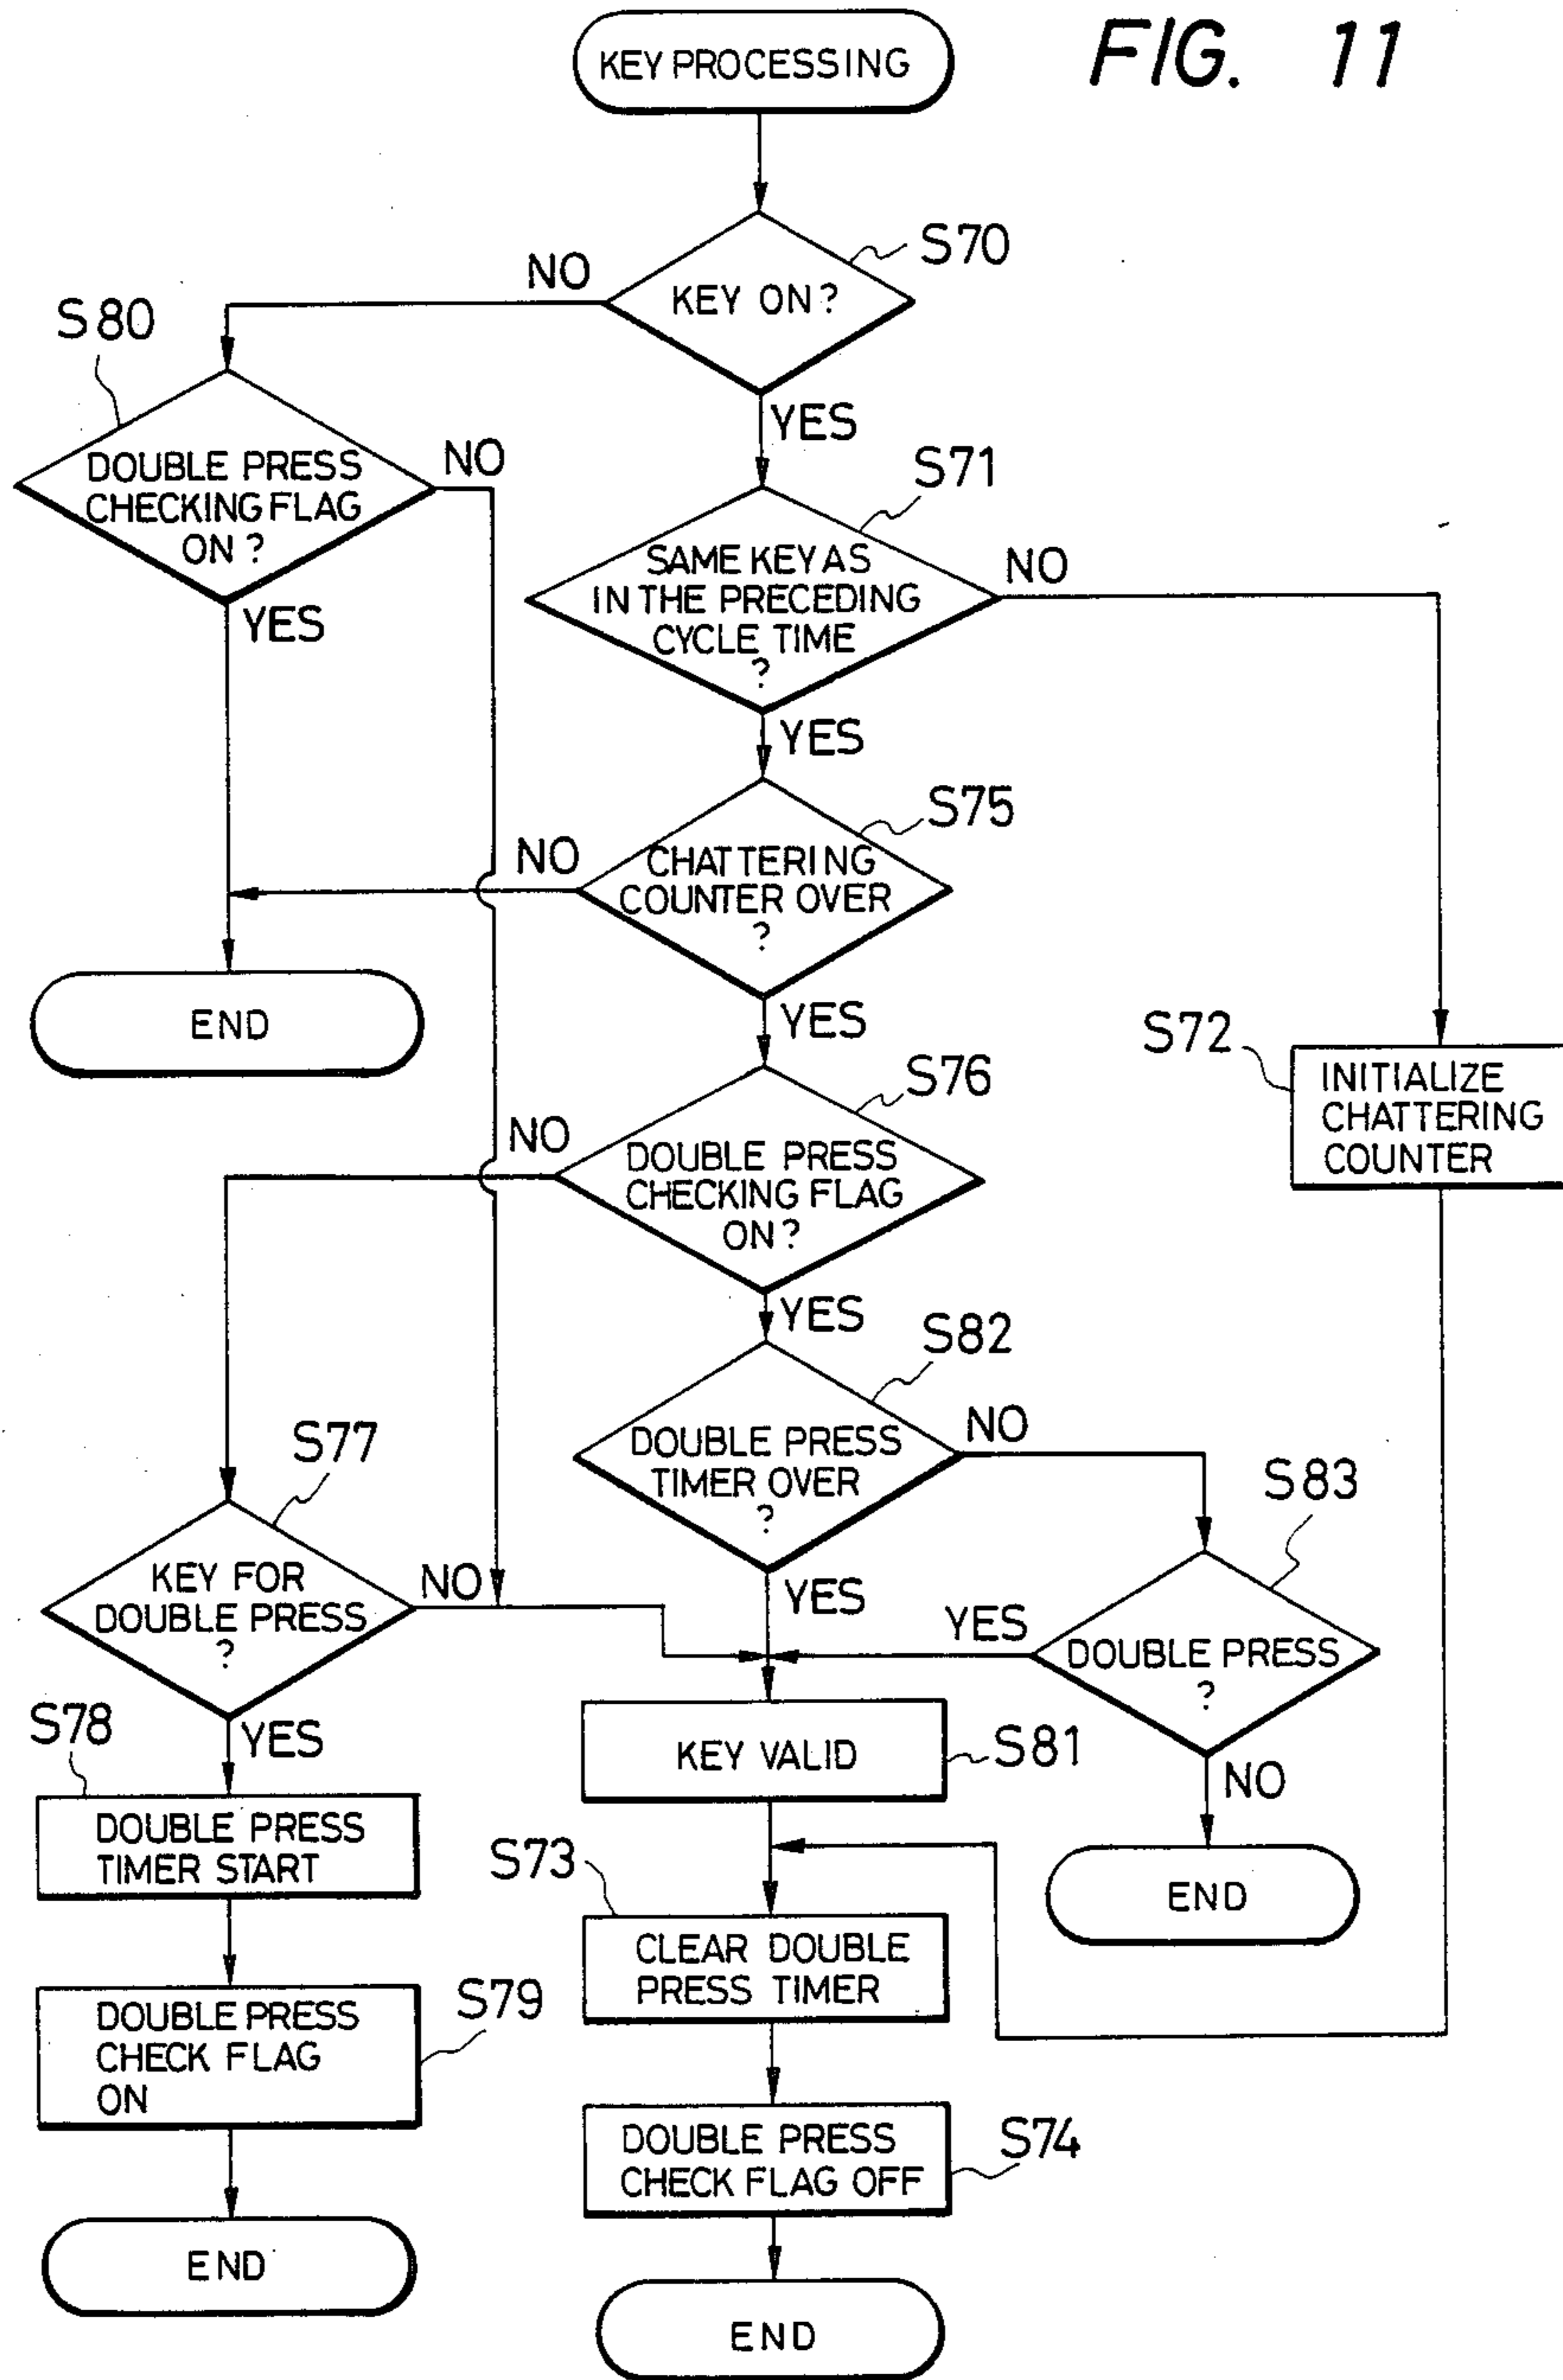 FIG. 11
KEY PROCESSING
S70
NO
KEY ON?
S80
YES
DOUBLE PRESS
CHECKING FLAG
ON?
NO
YES
S71
SAME KEY AS
IN THE PRECEDING
CYCLE TIME
?
NO
YES
S75
NO
CHATTERING
COUNTER OVER
?
YES
END
S72
INITIALIZE
CHATTERING
COUNTER
S76
NO
DOUBLE PRESS
CHECKING FLAG
ON?
YES
S82
DOUBLE PRESS
TIMER OVER
?
NO
YES
S77
KEY FOR
DOUBLE PRESS
?
NO
YES
S83
YES
DOUBLE PRESS
?
NO
END
S78
DOUBLE PRESS
TIMER START
KEY VALID
S81
S73
CLEAR DOUBLE
PRESS TIMER
DOUBLE PRESS
CHECK FLAG
ON
S79
DOUBLE PRESS
CHECK FLAG OFF
S74
END
END